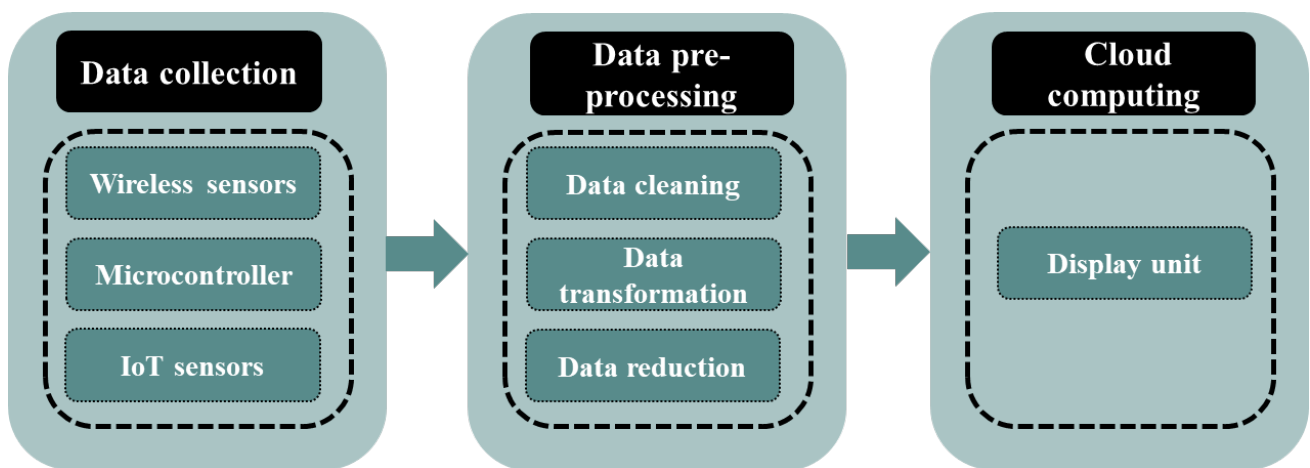 Data collection
Wireless sensors
Microcontroller
IoT sensors
Data pre-
processing
Data cleaning
Data
transformation
Data reduction
Cloud
computing
Display unit